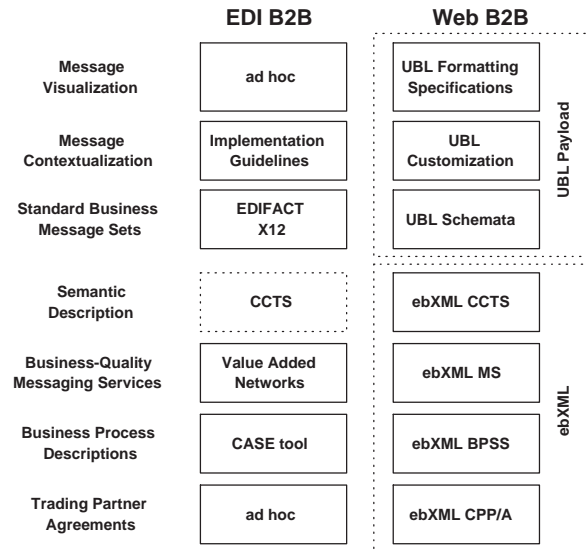 EDI B2B
Web B2B
Message
Visualization
ad hoc
UBL Formatting
Specifications
Message
Contextualization
Implementation
Guidelines
UBL
Customization
Standard Business
Message Sets
EDIFACT
X12
UBL Schemata
UBL Payload
Semantic
Description
CCTS
ebXML CCTS
Business-Quality
Messaging Services
Value Added
Networks
ebXML MS
Business Process
Descriptions
CASE tool
ebXML BPSS
Trading Partner
Agreements
ad hoc
ebXML CPP/A
ebXML